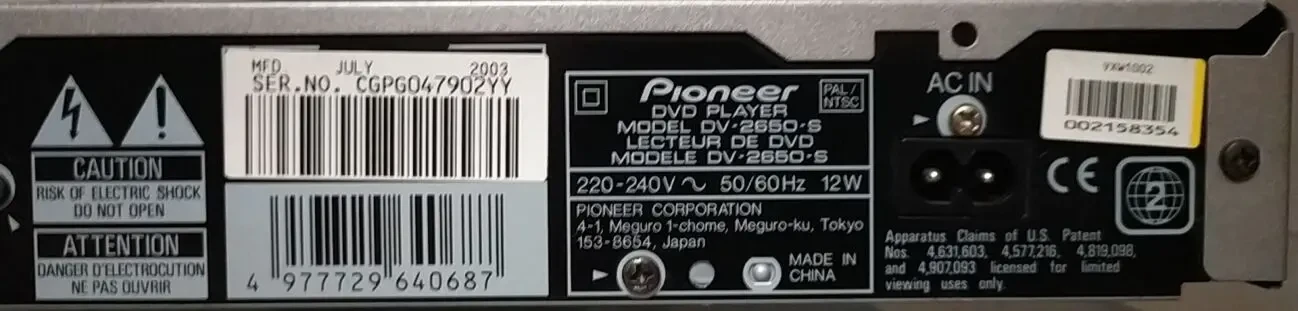 CAUTION
RISK OF ELECTRIC SHOCK
DO NOT OPEN
ATTENTION
DANGER D'ELECTROCUTION
NE PAS OUVRIR
MFD JULY 2003
SER.NO. CGPG047902YY
4 977729 640687
Pioneer
DVD PLAYER
MODEL DV-2650-S
LECTEUR DE DVD
MODELE DV-2650-S
PAL/
NTSC
220-240V ~ 50/60Hz 12W
PIONEER CORPORATION
4-1, Meguro 1-chome, Meguro-ku, Tokyo
153-8654, Japan
MADE IN
CHINA
AC IN
VXW1002
002158354
CE
2
Apparatus Claims of U.S. Patent
Nos. 4,631,603, 4,577,216, 4,819,098,
and 4,907,093 licensed for limited
viewing uses only.